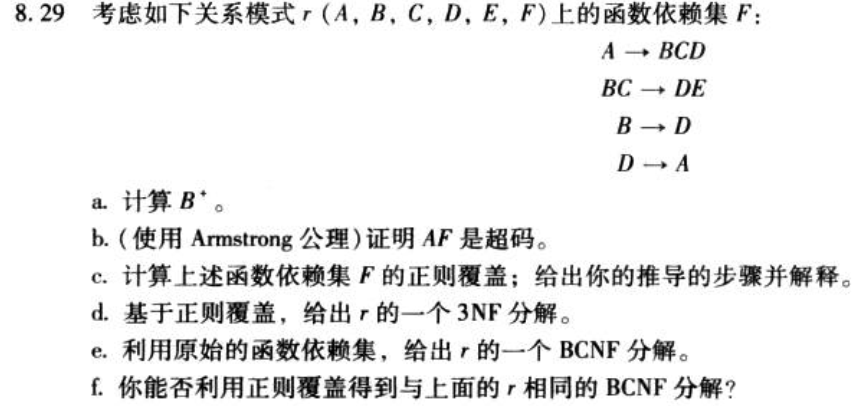 8.29 考虑如下关系模式 r (A, B, C, D, E, F)上的函数依赖集 F:
A → BCD
BC → DE
B → D
D → A
a. 计算 B⁺。
b. (使用 Armstrong 公理)证明 AF 是超码。
c. 计算上述函数依赖集 F 的正则覆盖;给出你的推导的步骤并解释。
d. 基于正则覆盖,给出 r 的一个 3NF 分解。
e. 利用原始的函数依赖集,给出 r 的一个 BCNF 分解。
f. 你能否利用正则覆盖得到与上面的 r 相同的 BCNF 分解?